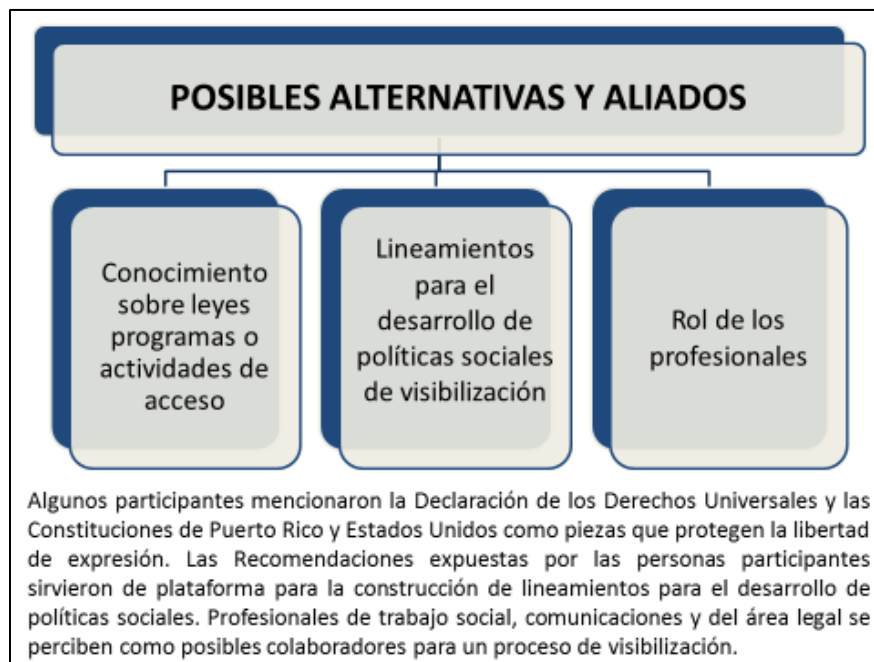 POSIBLES ALTERNATIVAS Y ALIADOS
Conocimiento
sobre leyes
programas o
actividades de
acceso
Lineamientos
para el
desarrollo de
políticas sociales
de visibilización
Rol de los
profesionales
Algunos participantes mencionaron la Declaración de los Derechos Universales y las
Constituciones de Puerto Rico y Estados Unidos como piezas que protegen la libertad
de expresión. Las Recomendaciones expuestas por las personas participantes
sirvieron de plataforma para la construcción de lineamientos para el desarrollo de
políticas sociales. Profesionales de trabajo social, comunicaciones y del área legal se
perciben como posibles colaboradores para un proceso de visibilización.